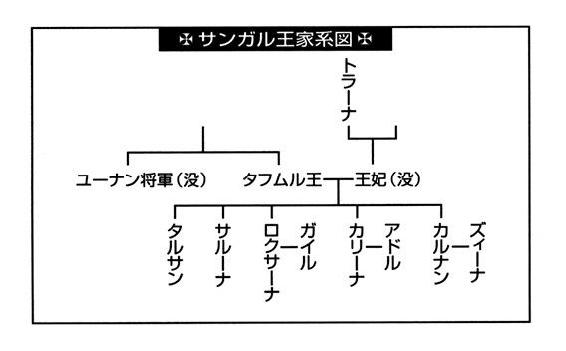 ✠ サンガル王家系図 ✠
トラーナ
ユーナン将軍(没)
タフムル王
王妃(没)
タルサン
サルーナ
ロクサーナ
ガイル
カリーナ
アドル
カルナン
ズィーナ